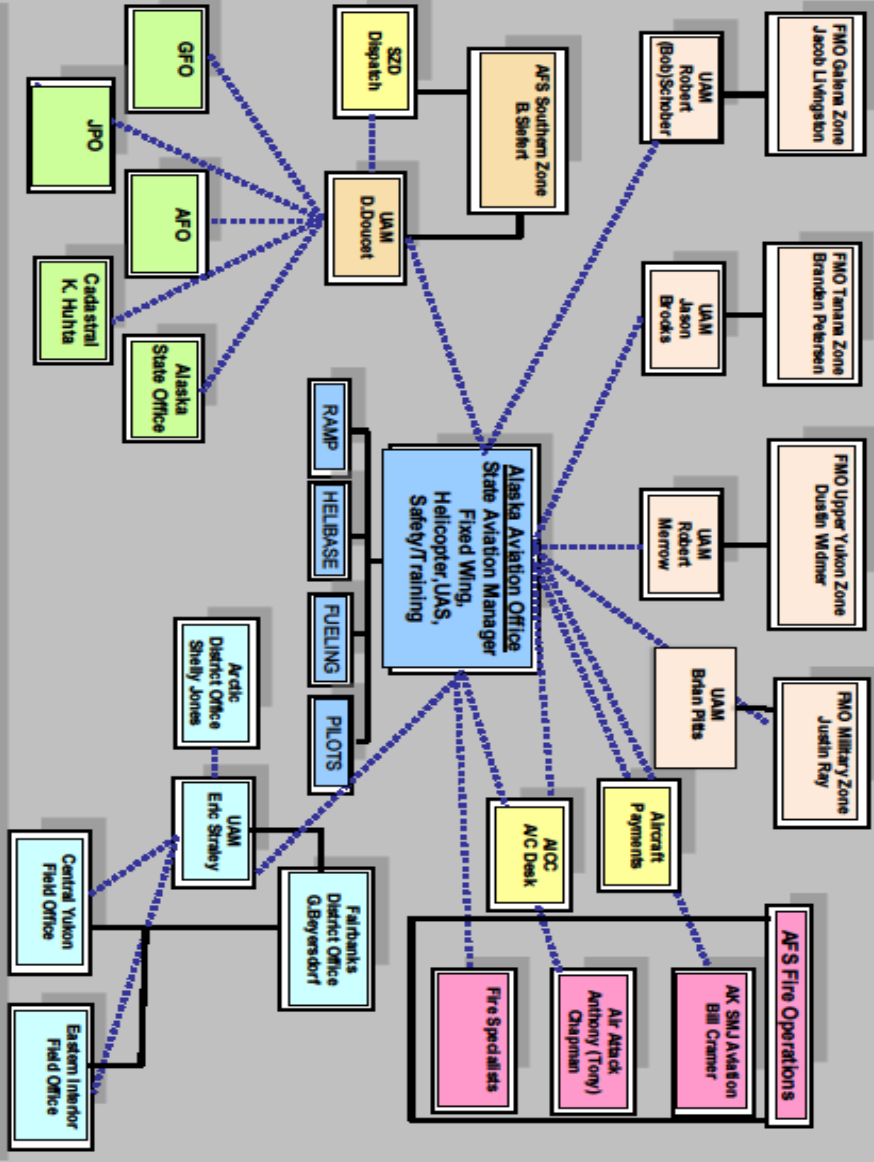 FMO Galena Zone
Jacob Livingston
FMO Tanana Zone
Branden Petersen
FMO Upper Yukon Zone
Dustin Widmer
FMO Military Zone
Justin Ray
AFS Fire Operations
UAM
Robert
(Bob)Schober
UAM
Jason
Brooks
UAM
Robert
Merrow
UAM
Brian Pitts
Aircraft
Payments
AK SMJ Aviation
Bill Cramer
AFS Southern Zone
B.Siefert
AICC
A/C Desk
Air Attack
Anthony (Tony)
Chapman
Fire Specialists
SZD
Dispatch
UAM
D.Doucet
Alaska Aviation Office
State Aviation Manager
Fixed Wing,
Helicopter,UAS,
Safety/Training
RAMP
HELIBASE
FUELING
PILOTS
Fairbanks
District Office
G.Beyersdorf
GFO
JPO
AFO
Cadastral
K. Huhta
Alaska
State Office
Arctic
District Office
Shelly Jones
UAM
Eric Straley
Central Yukon
Field Office
Eastern Interior
Field Office